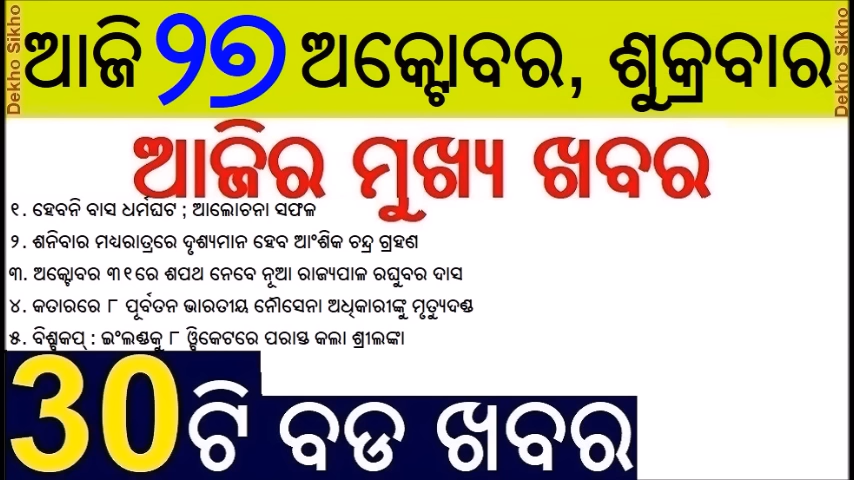 ଆଜି ୨୭ ଅକ୍ଟୋବର, ଶୁକ୍ରବାର
Dekho Sikho
Dekho Sikho
ଆଜିର ମୁଖ୍ୟ ଖବର
୧. ହେବନି ବାସ ଧର୍ମଘଟ ; ଆଲୋଚନା ସଫଳ
୨. ଶନିବାର ମଧ୍ୟରାତ୍ରରେ ଦୃଶ୍ୟମାନ ହେବ ଆଂଶିକ ଚନ୍ଦ୍ର ଗ୍ରହଣ
୩. ଅକ୍ଟୋବର ୩୧ରେ ଶପଥ ନେବେ ନୂଆ ରାଜ୍ୟପାଳ ରଘୁବର ଦାସ
୪. କତାରରେ ୮ ପୂର୍ବତନ ଭାରତୀୟ ନୌସେନା ଅଧିକାରୀଙ୍କୁ ମୃତ୍ୟୁଦଣ୍ଡ
୫. ବିଶ୍ୱକପ୍ : ଇଂଲଣ୍ଡକୁ ୮ ୱିକେଟରେ ପରାସ୍ତ କଲା ଶ୍ରୀଲଙ୍କା
30ଟି ବଡ ଖବର